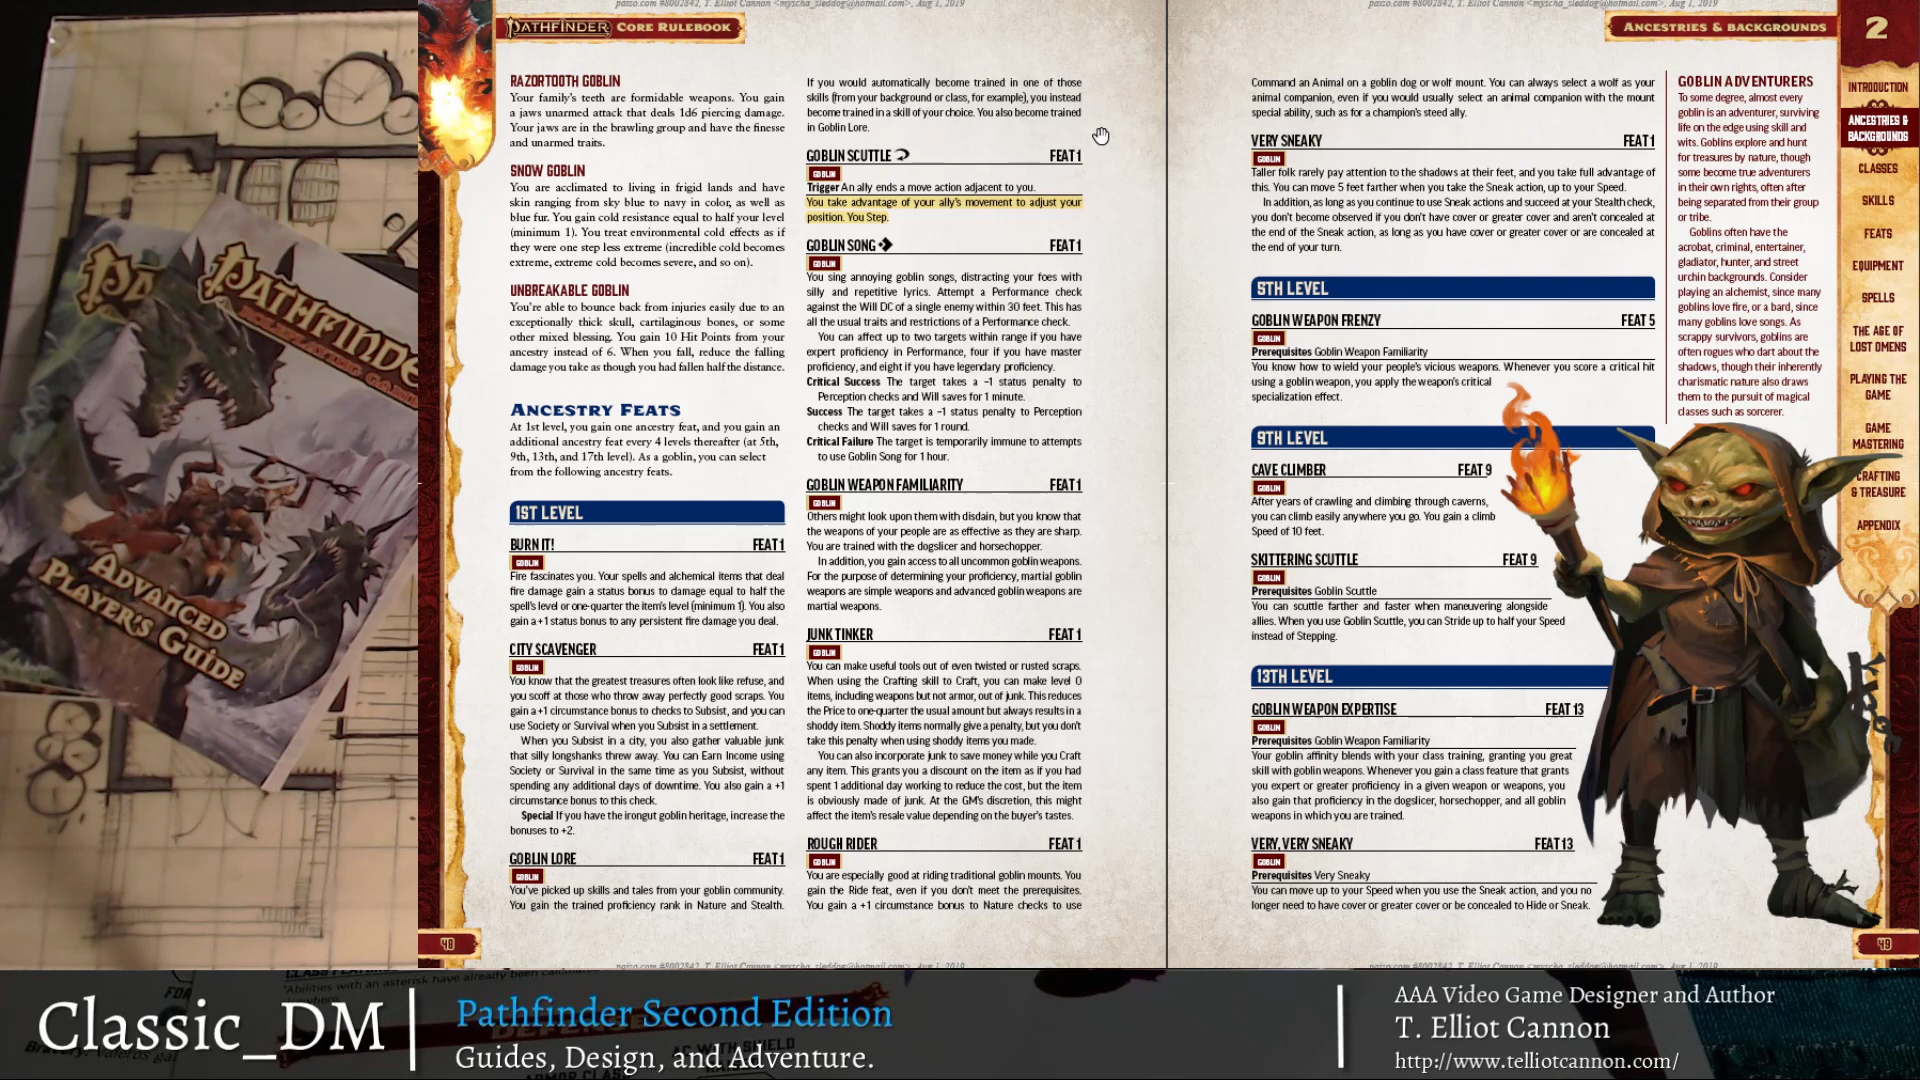 paizo.com #8002842, T. Elliot Cannon <myscha_sleddog@hotmail.com>, Aug 1, 2019
paizo.com #8002842, T. Elliot Cannon <myscha_sleddog@hotmail.com>, Aug 1, 2019
PATHFINDER CORE RULEBOOK
RAZORTOOTH GOBLIN
Your family's teeth are formidable weapons. You gain
a jaws unarmed attack that deals 1d6 piercing damage.
Your jaws are in the brawling group and have the finesse
and unarmed traits.
SNOW GOBLIN
You are acclimated to living in frigid lands and have
skin ranging from sky blue to navy in color, as well as
blue fur. You gain cold resistance equal to half your level
(minimum 1). You treat environmental cold effects as if
they were one step less extreme (incredible cold becomes
extreme, extreme cold becomes severe, and so on).
UNBREAKABLE GOBLIN
You're able to bounce back from injuries easily due to an
exceptionally thick skull, cartilaginous bones, or some
other mixed blessing. You gain 10 Hit Points from your
ancestry instead of 6. When you fall, reduce the falling
damage you take as though you had fallen half the distance.
ANCESTRY FEATS
At 1st level, you gain one ancestry feat, and you gain an
additional ancestry feat every 4 levels thereafter (at 5th,
9th, 13th, and 17th level). As a goblin, you can select
from the following ancestry feats.
1ST LEVEL
BURN IT! FEAT 1
GOBLIN
Fire fascinates you. Your spells and alchemical items that deal
fire damage gain a status bonus to damage equal to half the
spell's level or one-quarter the item's level (minimum 1). You also
gain a +1 status bonus to any persistent fire damage you deal.
CITY SCAVENGER FEAT 1
GOBLIN
You know that the greatest treasures often look like refuse, and
you scoff at those who throw away perfectly good scraps. You
gain a +1 circumstance bonus to checks to Subsist, and you can
use Society or Survival when you Subsist in a settlement.
When you Subsist in a city, you also gather valuable junk
that silly longshanks threw away. You can Earn Income using
Society or Survival in the same time as you Subsist, without
spending any additional days of downtime. You also gain a +1
circumstance bonus to this check.
Special If you have the irongut goblin heritage, increase the
bonuses to +2.
GOBLIN LORE FEAT 1
GOBLIN
You've picked up skills and tales from your goblin community.
You gain the trained proficiency rank in Nature and Stealth.
If you would automatically become trained in one of those
skills (from your background or class, for example), you instead
become trained in a skill of your choice. You also become trained
in Goblin Lore.
GOBLIN SCUTTLE FEAT 1
GOBLIN
Trigger An ally ends a move action adjacent to you.
You take advantage of your ally's movement to adjust your
position. You Step.
GOBLIN SONG FEAT 1
GOBLIN
You sing annoying goblin songs, distracting your foes with
silly and repetitive lyrics. Attempt a Performance check
against the Will DC of a single enemy within 30 feet. This has
all the usual traits and restrictions of a Performance check.
You can affect up to two targets within range if you have
expert proficiency in Performance, four if you have master
proficiency, and eight if you have legendary proficiency.
Critical Success The target takes a –1 status penalty to
Perception checks and Will saves for 1 minute.
Success The target takes a –1 status penalty to Perception
checks and Will saves for 1 round.
Critical Failure The target is temporarily immune to attempts
to use Goblin Song for 1 hour.
GOBLIN WEAPON FAMILIARITY FEAT 1
GOBLIN
Others might look upon them with disdain, but you know that
the weapons of your people are as effective as they are sharp.
You are trained with the dogslicer and horsechopper.
In addition, you gain access to all uncommon goblin weapons.
For the purpose of determining your proficiency, martial goblin
weapons are simple weapons and advanced goblin weapons are
martial weapons.
JUNK TINKER FEAT 1
GOBLIN
You can make useful tools out of even twisted or rusted scraps.
When using the Crafting skill to Craft, you can make level 0
items, including weapons but not armor, out of junk. This reduces
the Price to one-quarter the usual amount but always results in a
shoddy item. Shoddy items normally give a penalty, but you don't
take this penalty when using shoddy items you made.
You can also incorporate junk to save money while you Craft
any item. This grants you a discount on the item as if you had
spent 1 additional day working to reduce the cost, but the item
is obviously made of junk. At the GM's discretion, this might
affect the item's resale value depending on the buyer's tastes.
ROUGH RIDER FEAT 1
GOBLIN
You are especially good at riding traditional goblin mounts. You
gain the Ride feat, even if you don't meet the prerequisites.
You gain a +1 circumstance bonus to Nature checks to use
48
ANCESTRIES & BACKGROUNDS
2
Command an Animal on a goblin dog or wolf mount. You can always select a wolf as your
animal companion, even if you would usually select an animal companion with the mount
special ability, such as for a champion's steed ally.
VERY SNEAKY FEAT 1
GOBLIN
Taller folk rarely pay attention to the shadows at their feet, and you take full advantage of
this. You can move 5 feet farther when you take the Sneak action, up to your Speed.
In addition, as long as you continue to use Sneak actions and succeed at your Stealth check,
you don't become observed if you don't have cover or greater cover and aren't concealed at
the end of the Sneak action, as long as you have cover or greater cover or are concealed at
the end of your turn.
5TH LEVEL
GOBLIN WEAPON FRENZY FEAT 5
GOBLIN
Prerequisites Goblin Weapon Familiarity
You know how to wield your people's vicious weapons. Whenever you score a critical hit
using a goblin weapon, you apply the weapon's critical
specialization effect.
9TH LEVEL
CAVE CLIMBER FEAT 9
GOBLIN
After years of crawling and climbing through caverns,
you can climb easily anywhere you go. You gain a climb
Speed of 10 feet.
SKITTERING SCUTTLE FEAT 9
GOBLIN
Prerequisites Goblin Scuttle
You can scuttle farther and faster when maneuvering alongside
allies. When you use Goblin Scuttle, you can Stride up to half your Speed
instead of Stepping.
13TH LEVEL
GOBLIN WEAPON EXPERTISE FEAT 13
GOBLIN
Prerequisites Goblin Weapon Familiarity
Your goblin affinity blends with your class training, granting you great
skill with goblin weapons. Whenever you gain a class feature that grants
you expert or greater proficiency in a given weapon or weapons, you
also gain that proficiency in the dogslicer, horsechopper, and all goblin
weapons in which you are trained.
VERY, VERY SNEAKY FEAT 13
GOBLIN
Prerequisites Very Sneaky
You can move up to your Speed when you use the Sneak action, and you no
longer need to have cover or greater cover or be concealed to Hide or Sneak.
GOBLIN ADVENTURERS
To some degree, almost every
goblin is an adventurer, surviving
life on the edge using skill and
wits. Goblins explore and hunt
for treasures by nature, though
some become true adventurers
in their own rights, often after
being separated from their group
or tribe.
Goblins often have the
acrobat, criminal, entertainer,
gladiator, hunter, and street
urchin backgrounds. Consider
playing an alchemist, since many
goblins love fire, or a bard, since
many goblins love songs. As
scrappy survivors, goblins are
often rogues who dart about the
shadows, though their inherently
charismatic nature also draws
them to the pursuit of magical
classes such as sorcerer.
INTRODUCTION
ANCESTRIES &
BACKGROUNDS
CLASSES
SKILLS
FEATS
EQUIPMENT
SPELLS
THE AGE OF
LOST OMENS
PLAYING THE
GAME
GAME
MASTERING
CRAFTING
& TREASURE
APPENDIX
49
paizo.com #8002842, T. Elliot Cannon <myscha_sleddog@hotmail.com>, Aug 1, 2019
paizo.com #8002842, T. Elliot Cannon <myscha_sleddog@hotmail.com>, Aug 1, 2019
PATHFINDER
ADVANCED
PLAYER'S GUIDE
Classic_DM
Pathfinder Second Edition
Guides, Design, and Adventure.
AAA Video Game Designer and Author
T. Elliot Cannon
http://www.telliotcannon.com/